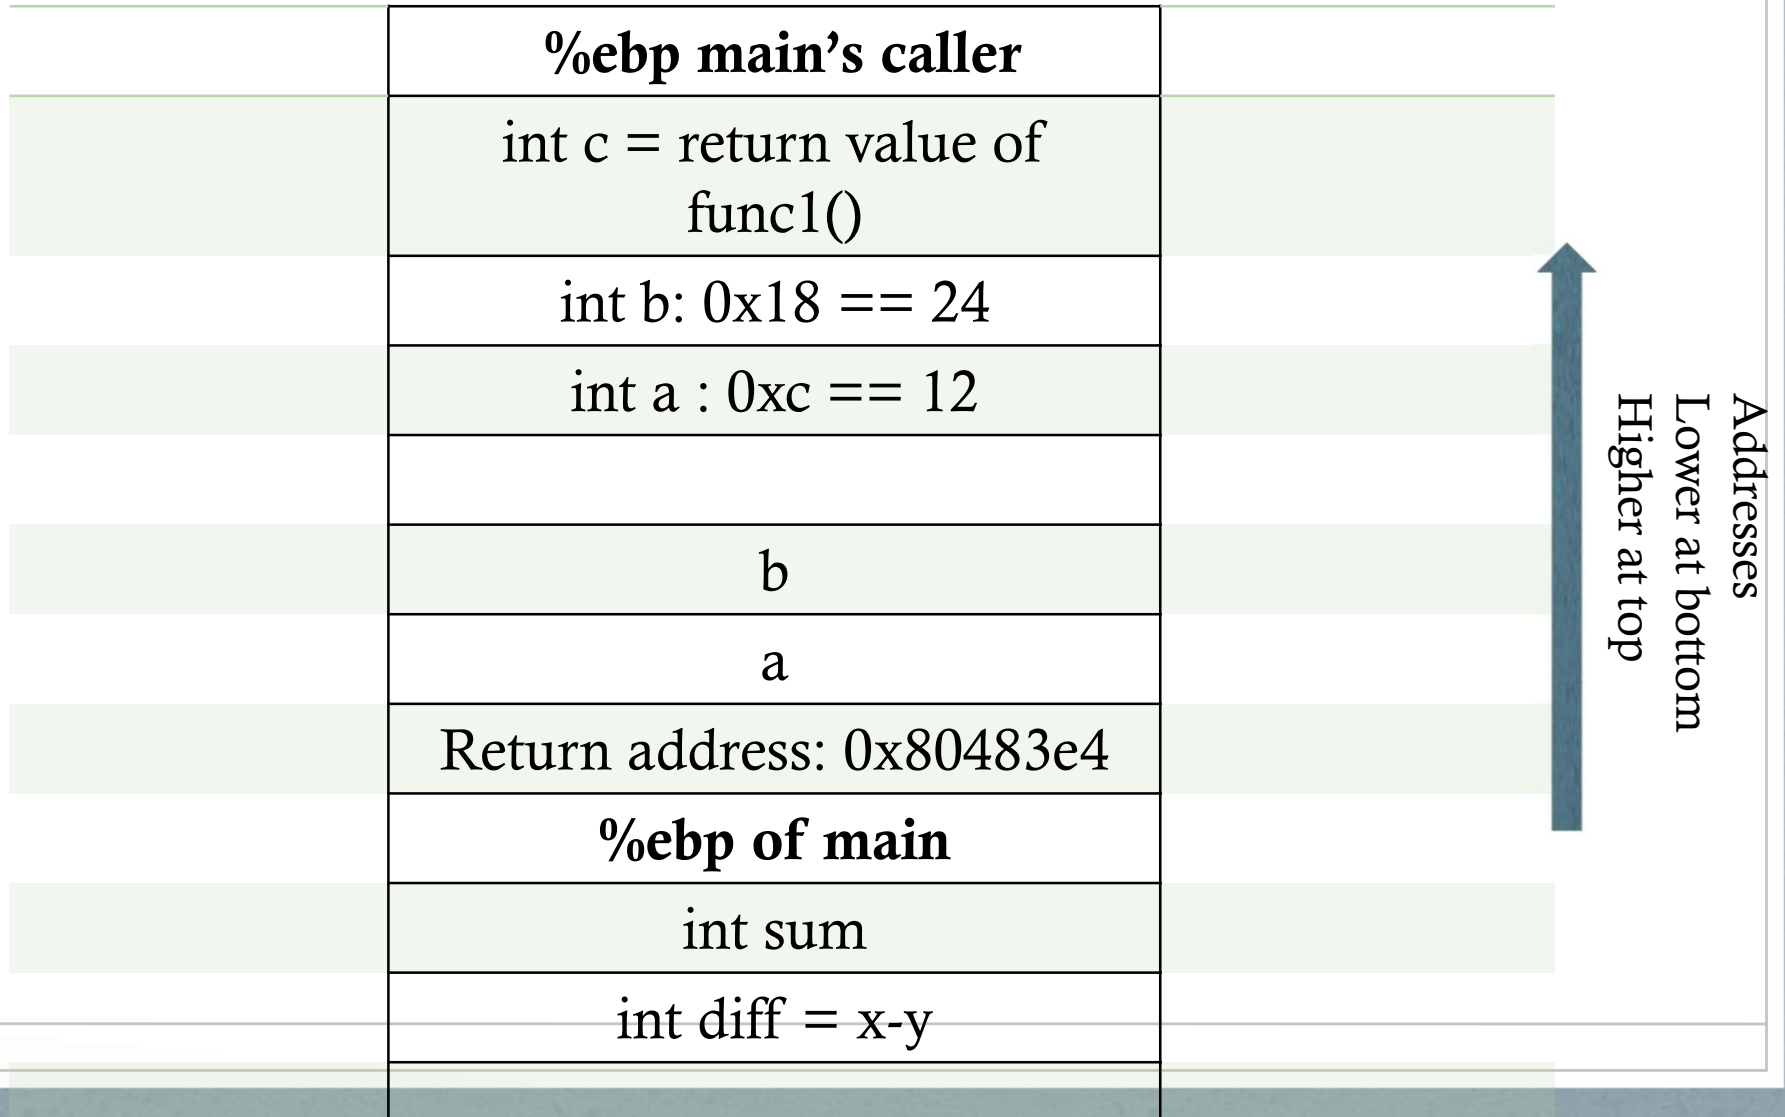 %ebp main’s caller
int c = return value of
func1()
int b: 0x18 == 24
int a : 0xc == 12
b
a
Return address: 0x80483e4
%ebp of main
int sum
int diff = x-y
Addresses
Lower at bottom
Higher at top